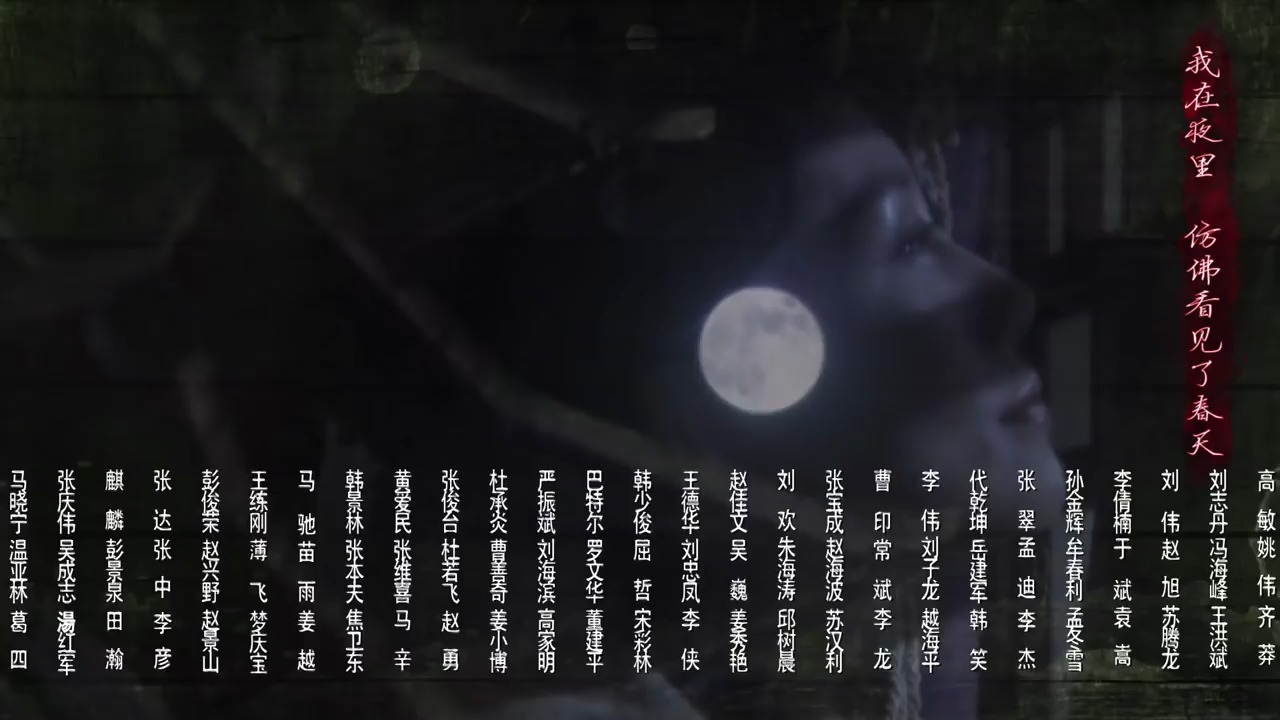 我在夜里 仿佛看见了春天
高敏 姚伟 齐莽
刘志丹 冯海峰 王洪斌
刘伟 赵旭 苏腾龙
李倩楠 于斌 袁嵩
孙金辉 牟春利 孟冬雪
张翠 孟迪 李杰
代乾坤 岳建军 韩笑
李伟 刘子龙 越海平
曹印 常斌 李龙
张宝成 赵海波 苏汉利
刘欢 朱海涛 邱树晨
赵佳文 吴巍 姜秀艳
王德华 刘忠凤 李侠
韩少俊 屈哲 宋彩林
巴特尔 罗文华 董建平
严振斌 刘海滨 高家明
杜承炎 曹善奇 姜小博
张俊合 杜若飞 赵勇
黄爱民 张维喜 马辛
韩景林 张本天 焦卫东
马驰 苗雨 姜越
王练刚 薄飞 梦庆宝
彭俊荣 赵兴野 赵景山
张达 张中 李彦
麒麟 彭景泉 田瀚
张庆伟 吴成志 汤红军
马晓宁 温亚林 葛四